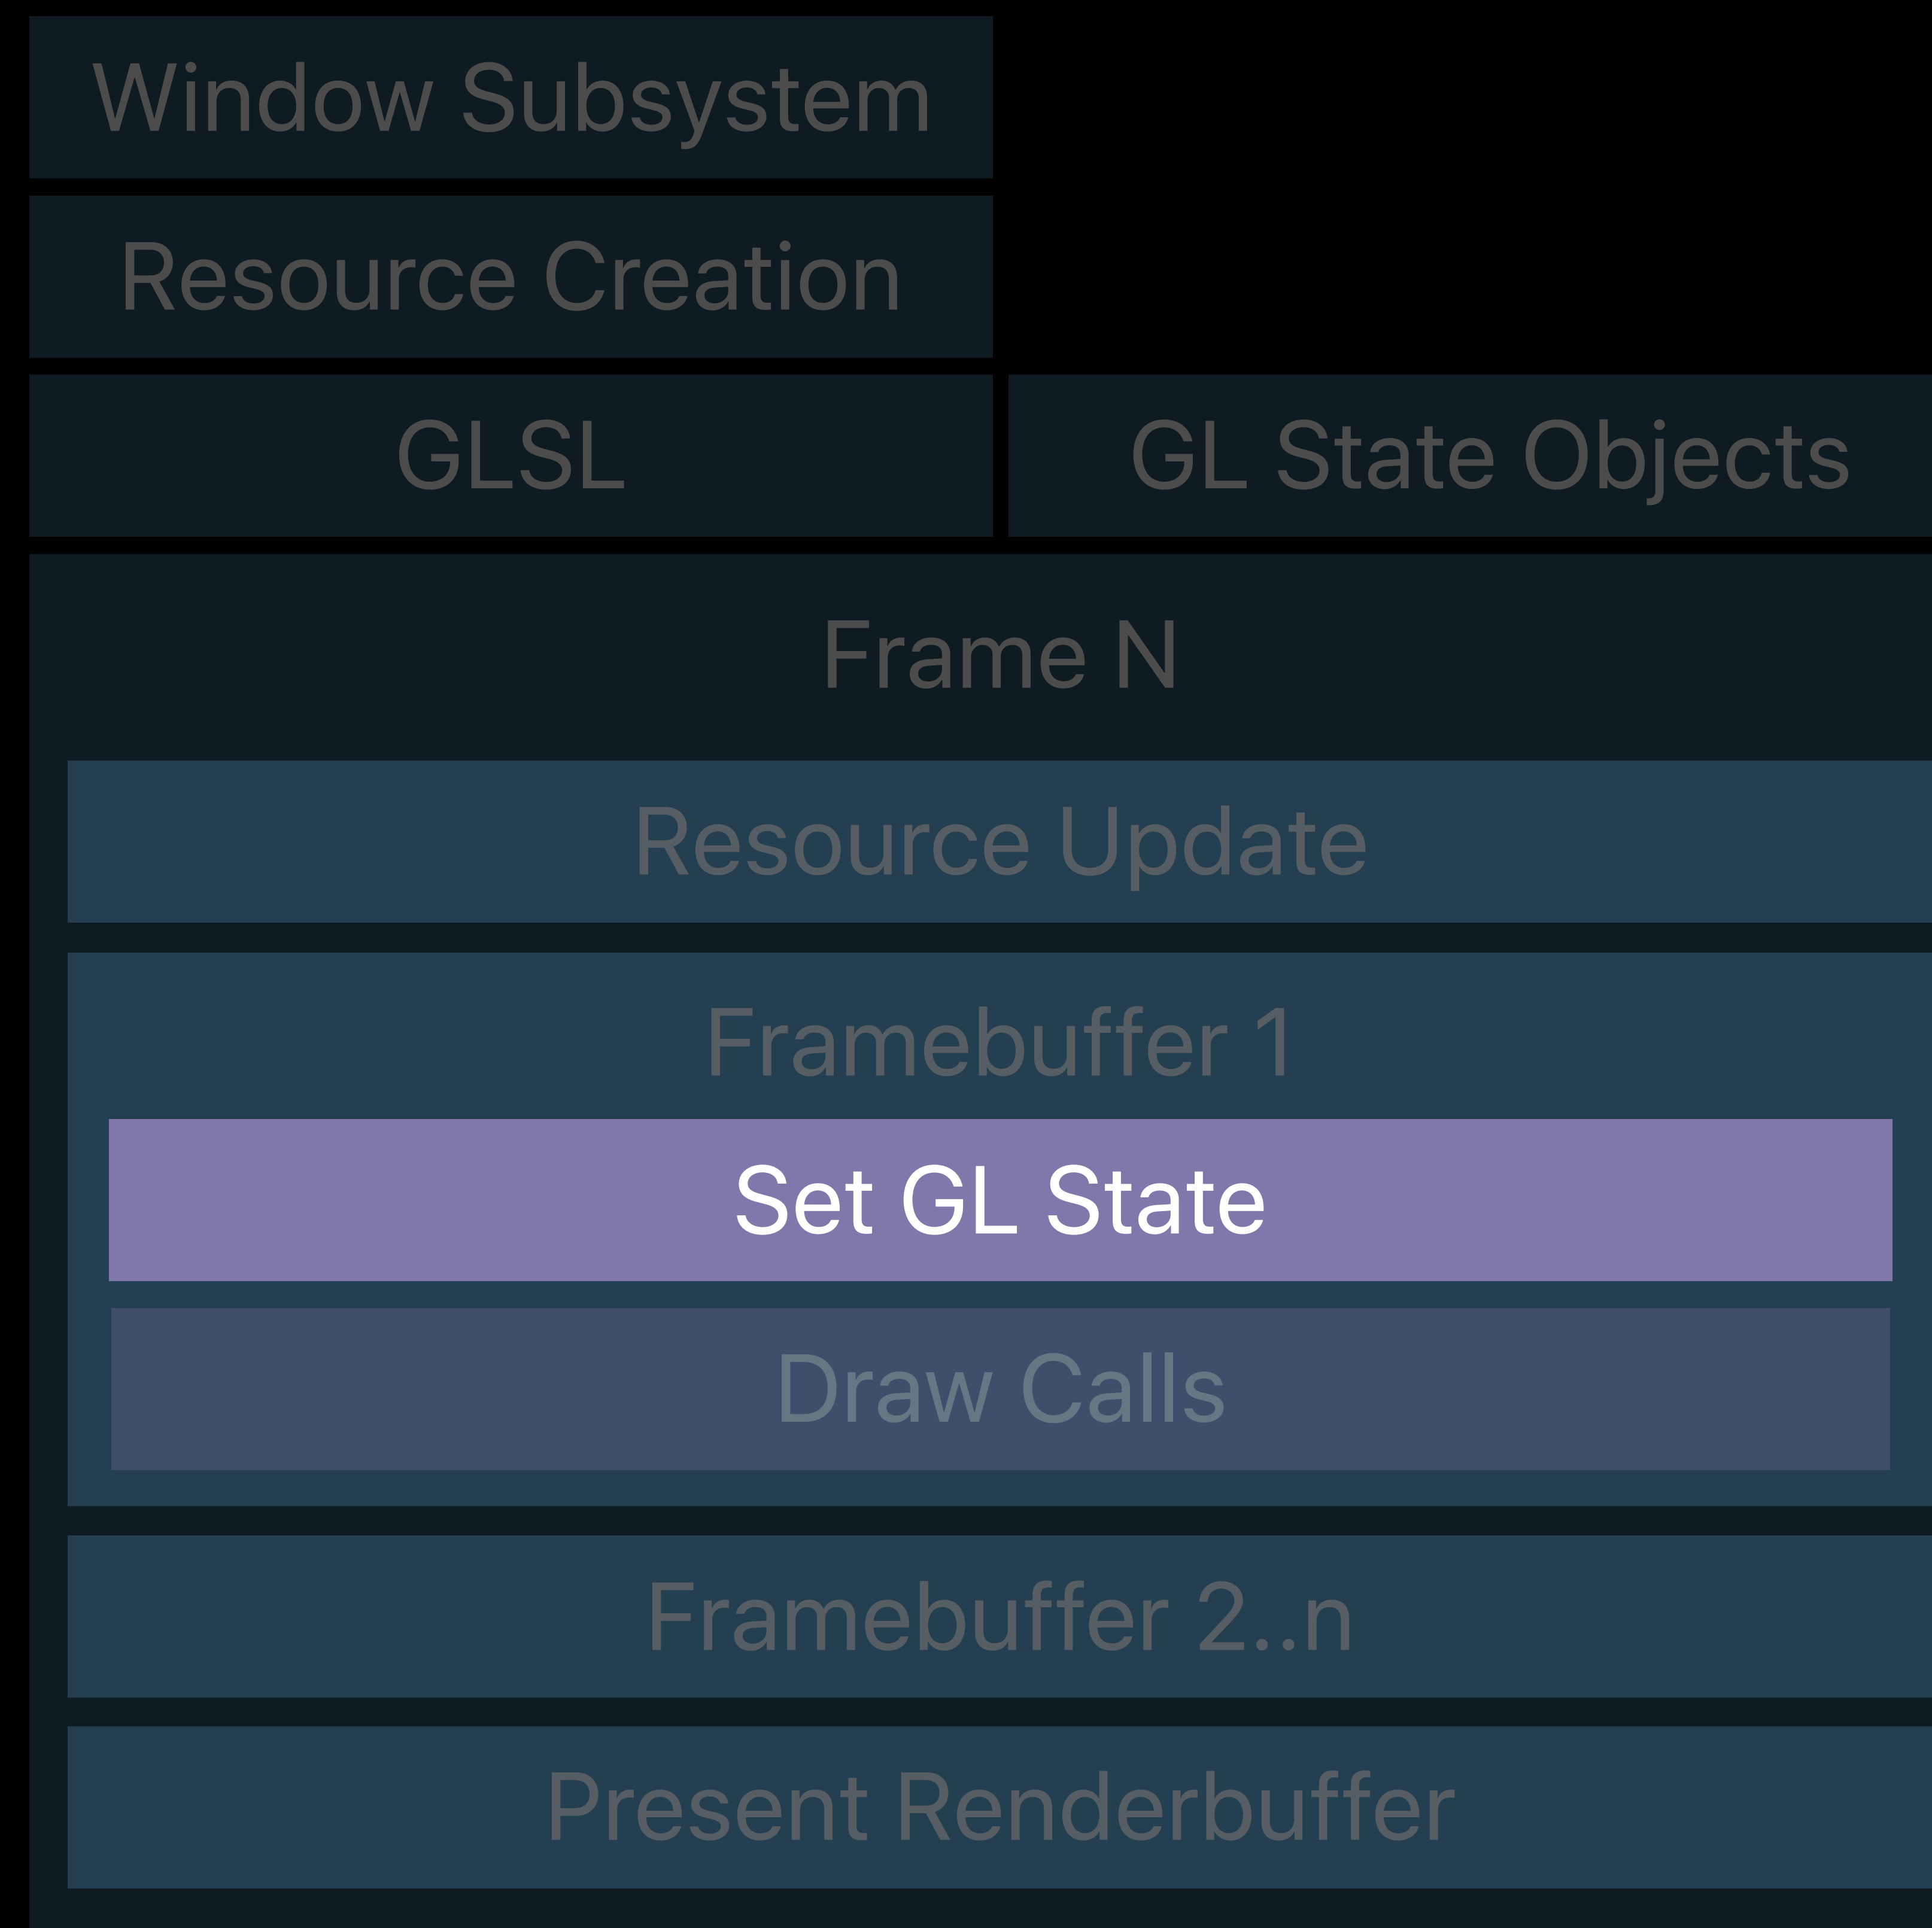 Window Subsystem
Resource Creation
GLSL
GL State Objects
Frame N
Resource Update
Framebuffer 1
Set GL State
Draw Calls
Framebuffer 2..n
Present Renderbuffer